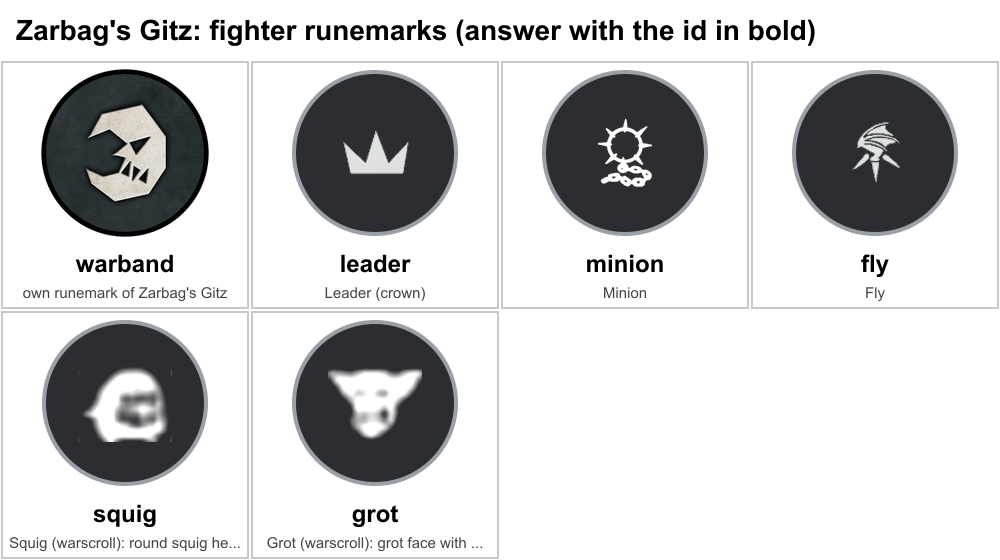 Zarbag's Gitz: fighter runemarks (answer with the id in bold)
warband
own runemark of Zarbag's Gitz
leader
Leader (crown)
minion
Minion
fly
Fly
squig
Squig (warscroll): round squig he...
grot
Grot (warscroll): grot face with ...